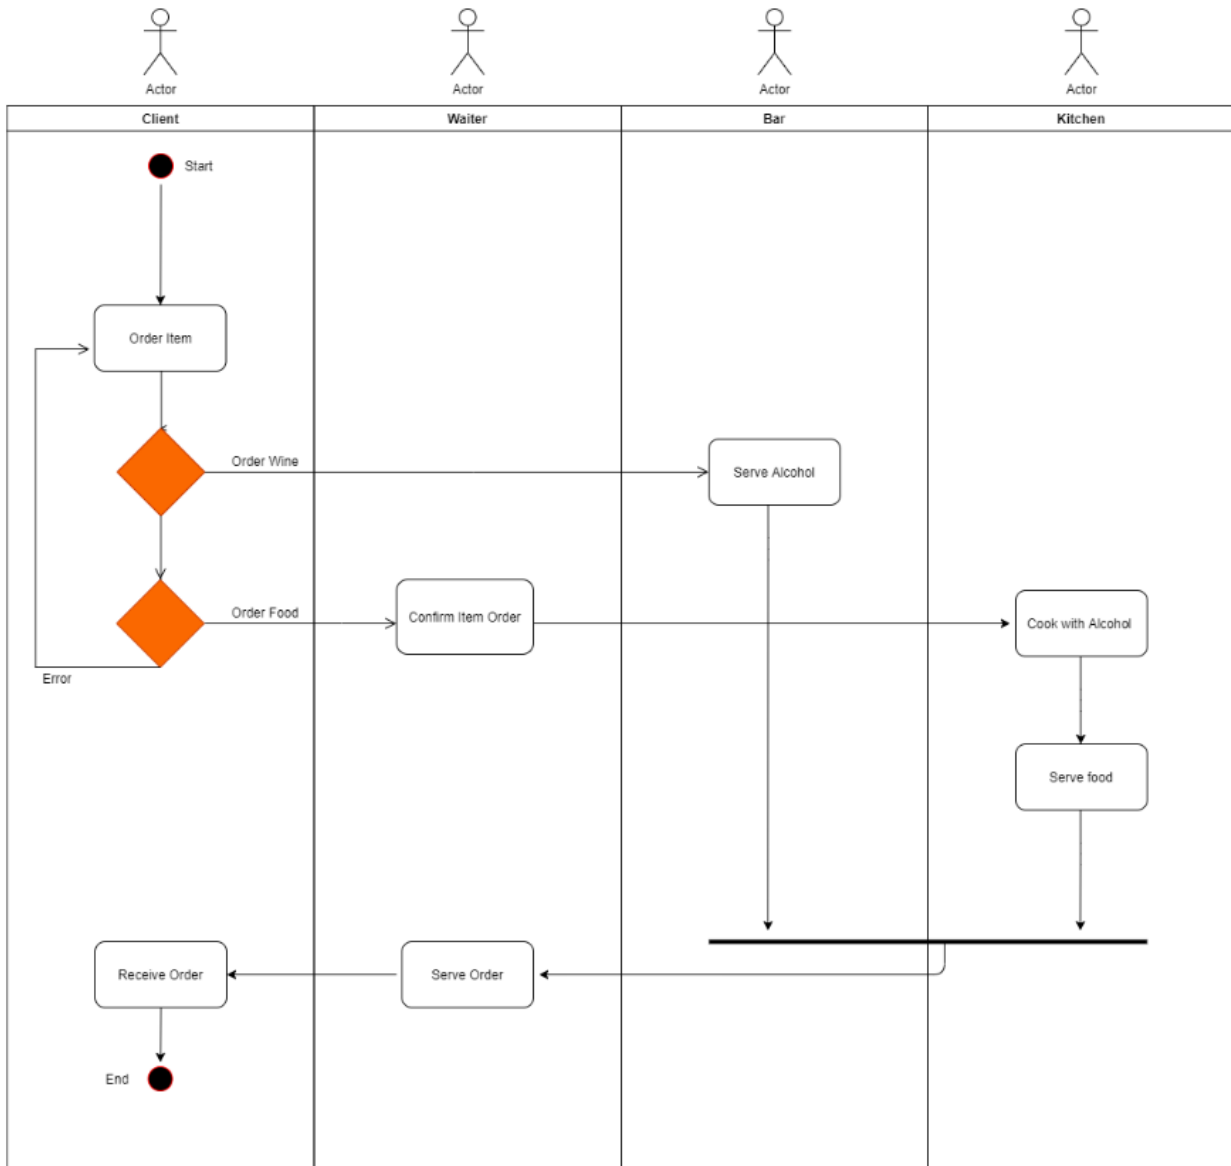 Actor
Actor
Actor
Actor
Client
Waiter
Bar
Kitchen
Start
Order Item
Order Wine
Serve Alcohol
Order Food
Confirm Item Order
Cook with Alcohol
Error
Serve food
Receive Order
Serve Order
End